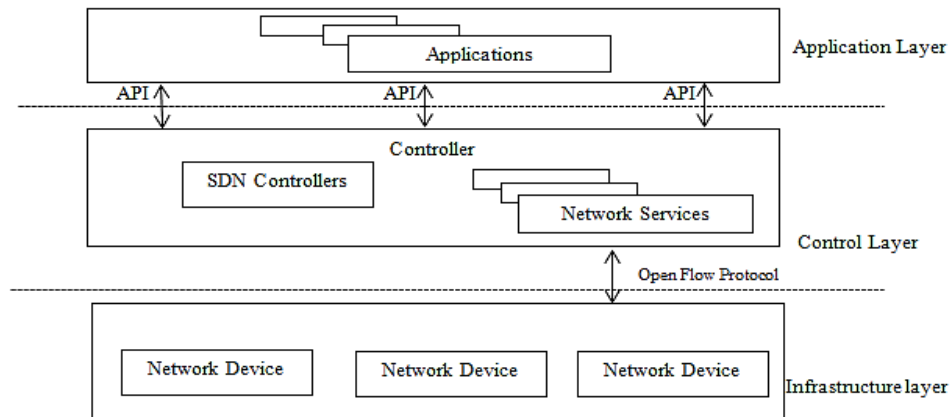 Applications
Application Layer
API
API
API
Controller
SDN Controllers
Network Services
Control Layer
Open Flow Protocol
Network Device
Network Device
Network Device
Infrastructure layer